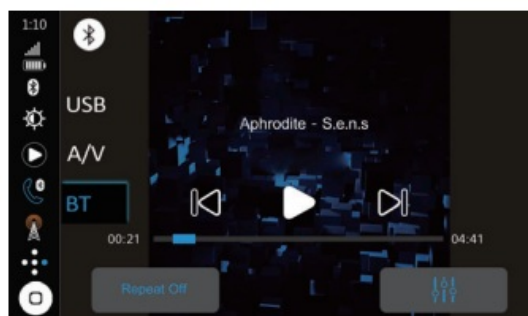 1:10
USB
A/V
BT
Aphrodite - S.e.n.s
00:21
04:41
Repeat Off